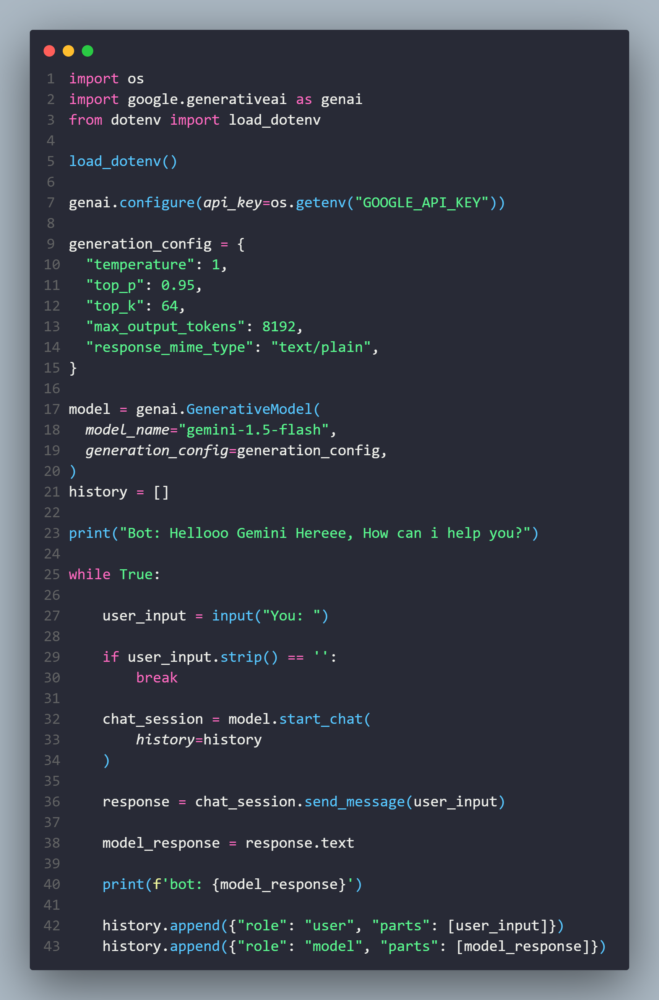 1 import os
2 import google.generativeai as genai
3 from dotenv import load_dotenv
4
5 load_dotenv()
6
7 genai.configure(api_key=os.getenv("GOOGLE_API_KEY"))
8
9 generation_config = {
10   "temperature": 1,
11   "top_p": 0.95,
12   "top_k": 64,
13   "max_output_tokens": 8192,
14   "response_mime_type": "text/plain",
15 }
16
17 model = genai.GenerativeModel(
18   model_name="gemini-1.5-flash",
19   generation_config=generation_config,
20 )
21 history = []
22
23 print("Bot: Hellooo Gemini Hereee, How can i help you?")
24
25 while True:
26
27     user_input = input("You: ")
28
29     if user_input.strip() == '':
30         break
31
32     chat_session = model.start_chat(
33         history=history
34     )
35
36     response = chat_session.send_message(user_input)
37
38     model_response = response.text
39
40     print(f'bot: {model_response}')
41
42     history.append({"role": "user", "parts": [user_input]})
43     history.append({"role": "model", "parts": [model_response]})